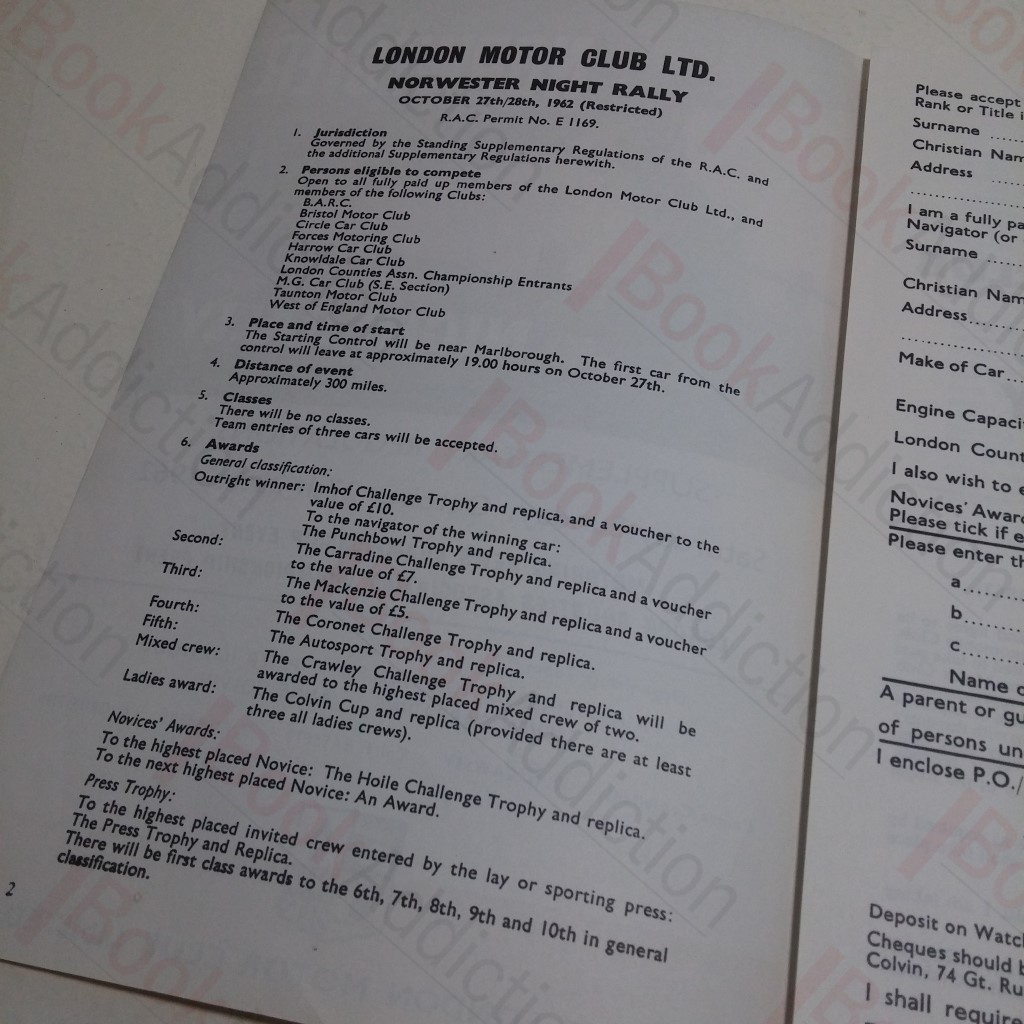 LONDON MOTOR CLUB LTD.
NORWESTER NIGHT RALLY
OCTOBER 27th/28th, 1962 (Restricted)
R.A.C. Permit No. E 1169.
1. Jurisdiction
Governed by the Standing Supplementary Regulations of the R.A.C. and
the additional Supplementary Regulations herewith.
2. Persons eligible to compete
Open to all fully paid up members of the London Motor Club Ltd., and
members of the following Clubs:
B.A.R.C.
Bristol Motor Club
Circle Car Club
Forces Motoring Club
Harrow Car Club
Knowldale Car Club
London Counties Assn. Championship Entrants
M.G. Car Club (S.E. Section)
Taunton Motor Club
West of England Motor Club
3. Place and time of start
The Starting Control will be near Marlborough. The first car from the
control will leave at approximately 19.00 hours on October 27th.
4. Distance of event
Approximately 300 miles.
5. Classes
There will be no classes.
Team entries of three cars will be accepted.
6. Awards
General classification:
Outright winner: Imhof Challenge Trophy and replica, and a voucher to the
value of £10.
To the navigator of the winning car:
The Punchbowl Trophy and replica.
Second: The Carradine Challenge Trophy and replica and a voucher
to the value of £7.
Third: The Mackenzie Challenge Trophy and replica and a voucher
to the value of £5.
Fourth: The Coronet Challenge Trophy and replica.
Fifth: The Autosport Trophy and replica.
Mixed crew: The Crawley Challenge Trophy and replica will be
awarded to the highest placed mixed crew of two.
Ladies award: The Colvin Cup and replica (provided there are at least
three all ladies crews).
Novices' Awards:
To the highest placed Novice: The Hoile Challenge Trophy and replica.
To the next highest placed Novice: An Award.
Press Trophy:
To the highest placed invited crew entered by the lay or sporting press:
The Press Trophy and Replica.
There will be first class awards to the 6th, 7th, 8th, 9th and 10th in general
classification.
2
Please accept
Rank or Title i
Surname ......
Christian Nam
Address .....
..................
I am a fully pa
Navigator (or
Surname .....
Christian Nam
Address.........
..................
Make of Car...
Engine Capaci
London Count
I also wish to e
Novices' Award
Please tick if e
Please enter th
a..........
b..........
c..........
Name o
A parent or gu
of persons un
I enclose P.O./
Deposit on Watch
Cheques should b
Colvin, 74 Gt. Ru
I shall require
BookAddiction